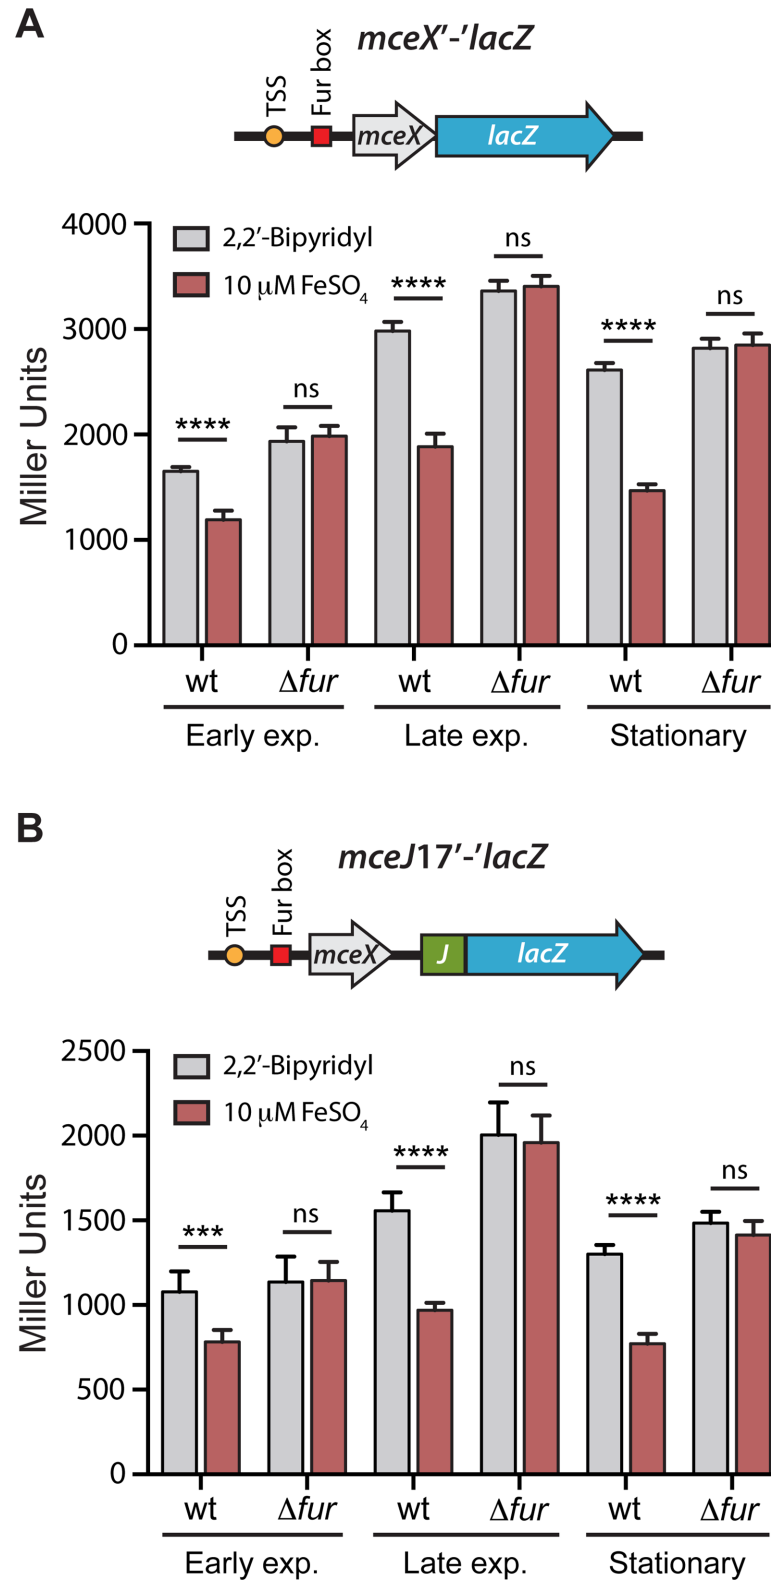 A
mceX’-’lacZ
TSS
Fur box
mceX
lacZ
4000
3000
2000
1000
0
Miller Units
2,2’-Bipyridyl
10 µM FeSO4
****
ns
****
ns
****
ns
wt
Δfur
wt
Δfur
wt
Δfur
Early exp.
Late exp.
Stationary
B
mceJ17’-’lacZ
TSS
Fur box
mceX
J
lacZ
2500
2000
1500
1000
500
0
Miller Units
2,2’-Bipyridyl
10 µM FeSO4
***
ns
****
ns
****
ns
wt
Δfur
wt
Δfur
wt
Δfur
Early exp.
Late exp.
Stationary